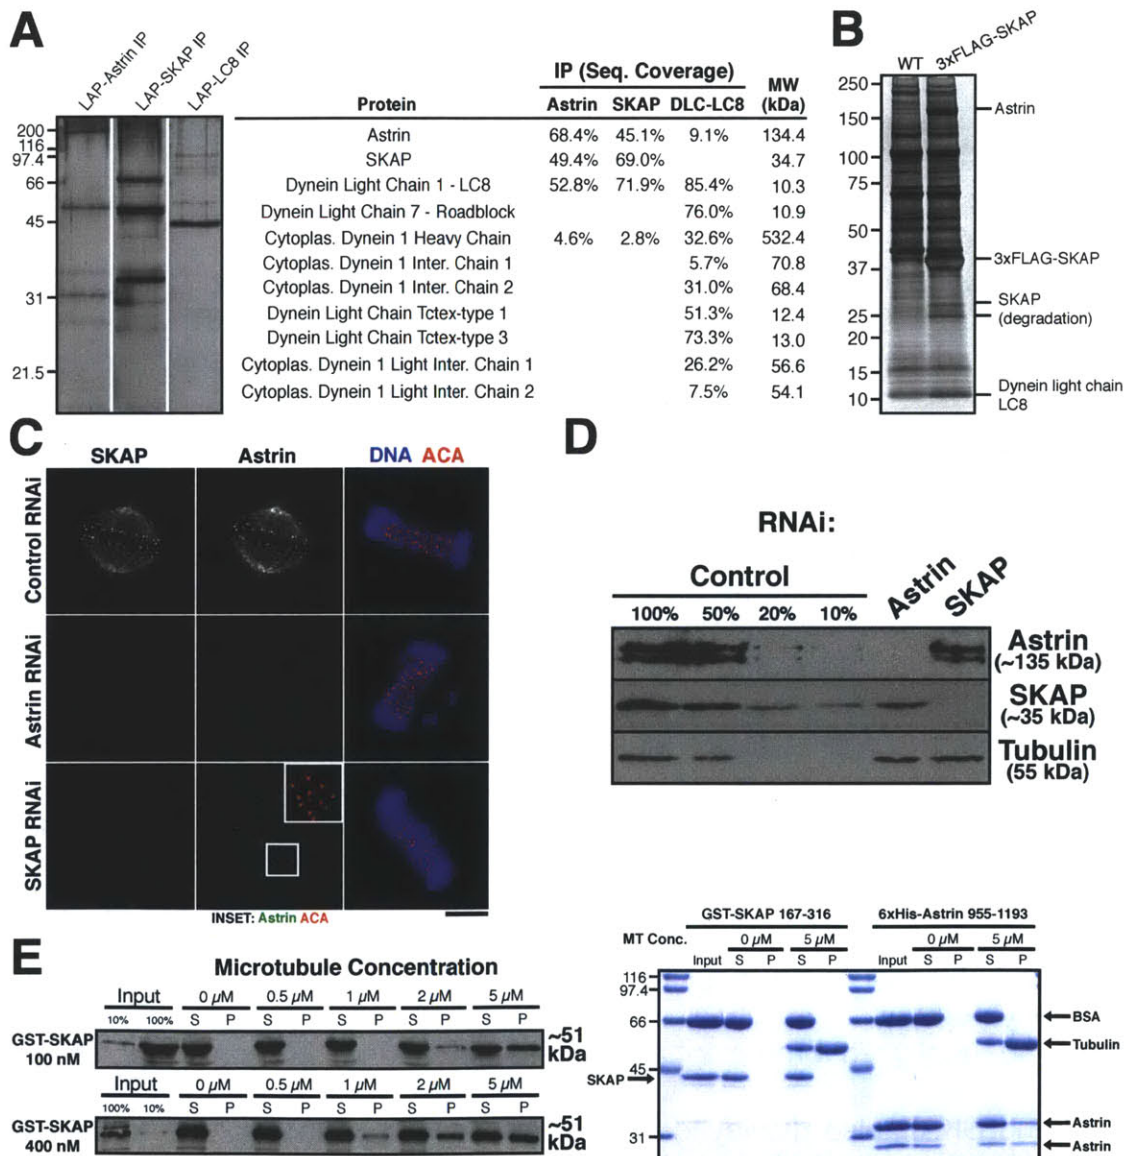 A
LAP-Astrin IP
LAP-SKAP IP
LAP-LC8 IP
200
116
97.4
66
45
31
21.5
IP (Seq. Coverage)
MW
(kDa)
Protein Astrin SKAP DLC-LC8
Astrin 68.4% 45.1% 9.1% 134.4
SKAP 49.4% 69.0% 34.7
Dynein Light Chain 1 - LC8 52.8% 71.9% 85.4% 10.3
Dynein Light Chain 7 - Roadblock 76.0% 10.9
Cytoplas. Dynein 1 Heavy Chain 4.6% 2.8% 32.6% 532.4
Cytoplas. Dynein 1 Inter. Chain 1 5.7% 70.8
Cytoplas. Dynein 1 Inter. Chain 2 31.0% 68.4
Dynein Light Chain Tctex-type 1 51.3% 12.4
Dynein Light Chain Tctex-type 3 73.3% 13.0
Cytoplas. Dynein 1 Light Inter. Chain 1 26.2% 56.6
Cytoplas. Dynein 1 Light Inter. Chain 2 7.5% 54.1
B
WT 3xFLAG-SKAP
250
150
100
75
50
37
25
20
15
10
Astrin
3xFLAG-SKAP
SKAP
(degradation)
Dynein light chain
LC8
C
SKAP Astrin DNA ACA
Control RNAi
Astrin RNAi
SKAP RNAi
INSET: Astrin ACA
D
RNAi:
Control Astrin SKAP
100% 50% 20% 10%
Astrin
(~135 kDa)
SKAP
(~35 kDa)
Tubulin
(55 kDa)
E
Microtubule Concentration
Input 0 µM 0.5 µM 1 µM 2 µM 5 µM
10% 100% S P S P S P S P S P
GST-SKAP
100 nM
~51
kDa
Input 0 µM 0.5 µM 1 µM 2 µM 5 µM
100% 10% S P S P S P S P S P
GST-SKAP
400 nM
~51
kDa
GST-SKAP 167-316 6xHis-Astrin 955-1193
MT Conc. 0 µM 5 µM 0 µM 5 µM
Input S P S P Input S P S P
116
97.4
66
45
31
SKAP
BSA
Tubulin
Astrin
Astrin